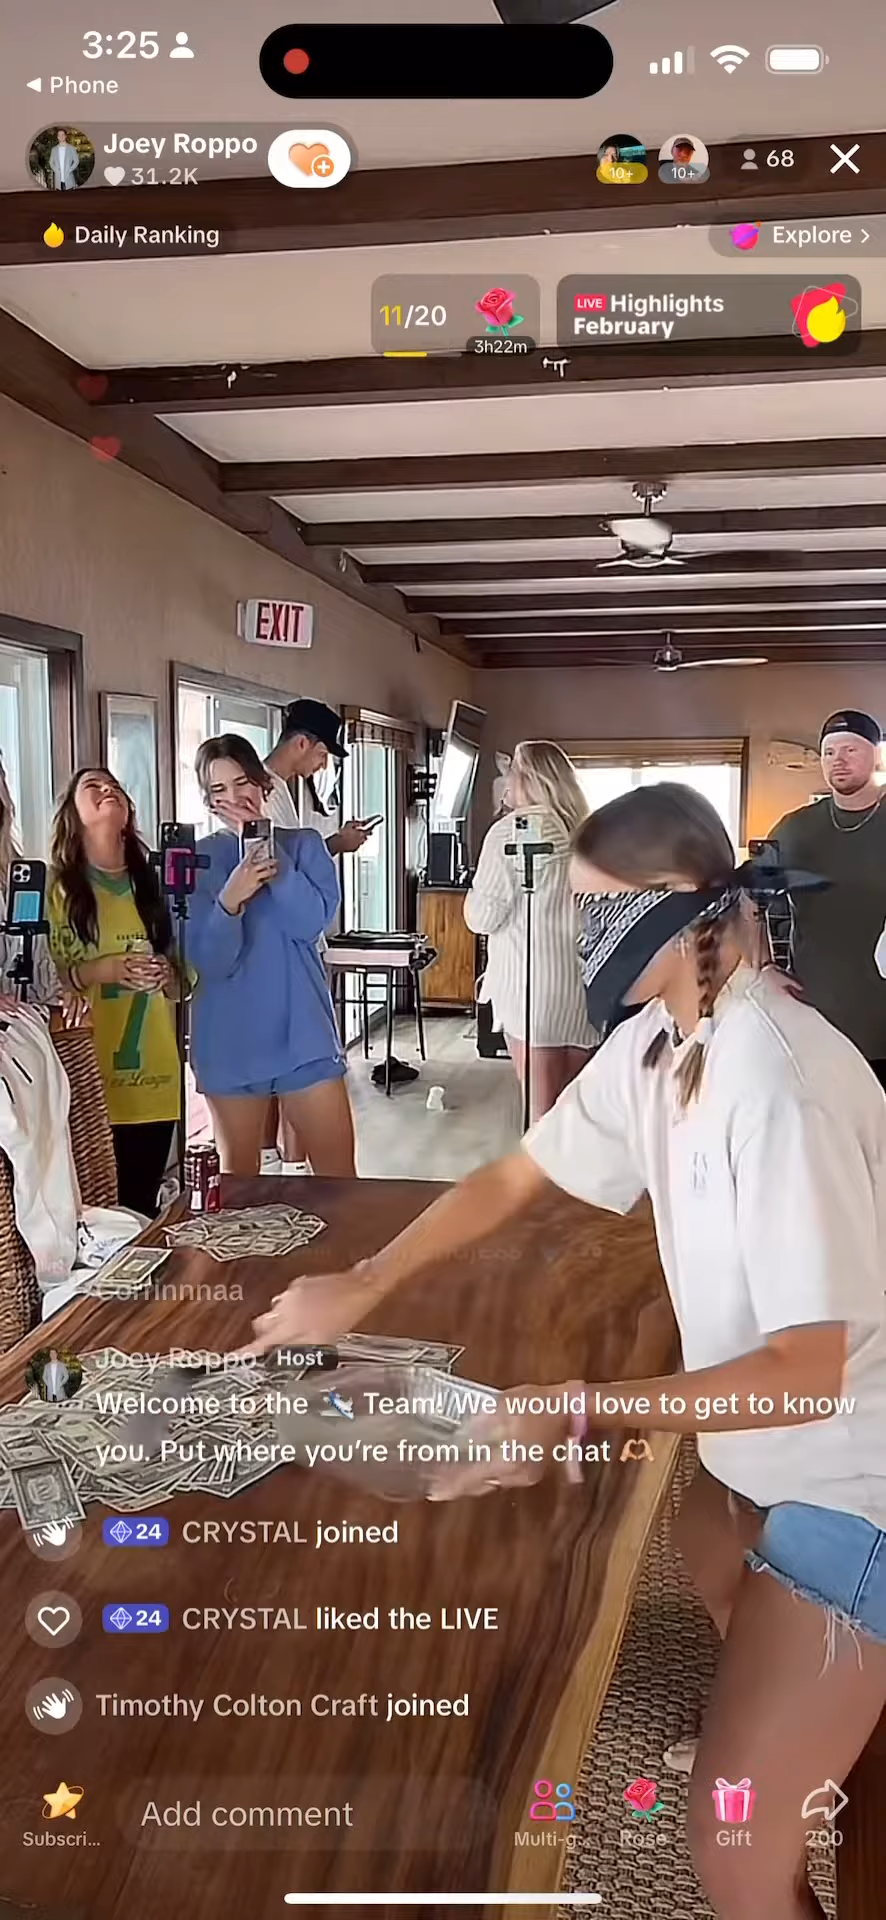 3:25
Phone
Joey Roppo
31.2K
10+
10+
68
Daily Ranking
Explore
11/20
3h22m
LIVE Highlights
February
EXIT
7
Corrinnnaa
Joey Roppo Host
Welcome to the Team! We would love to get to know
you. Put where you're from in the chat
24 CRYSTAL joined
24 CRYSTAL liked the LIVE
Timothy Colton Craft joined
Add comment
Subscri...
Multi-g...
Rose
Gift
200